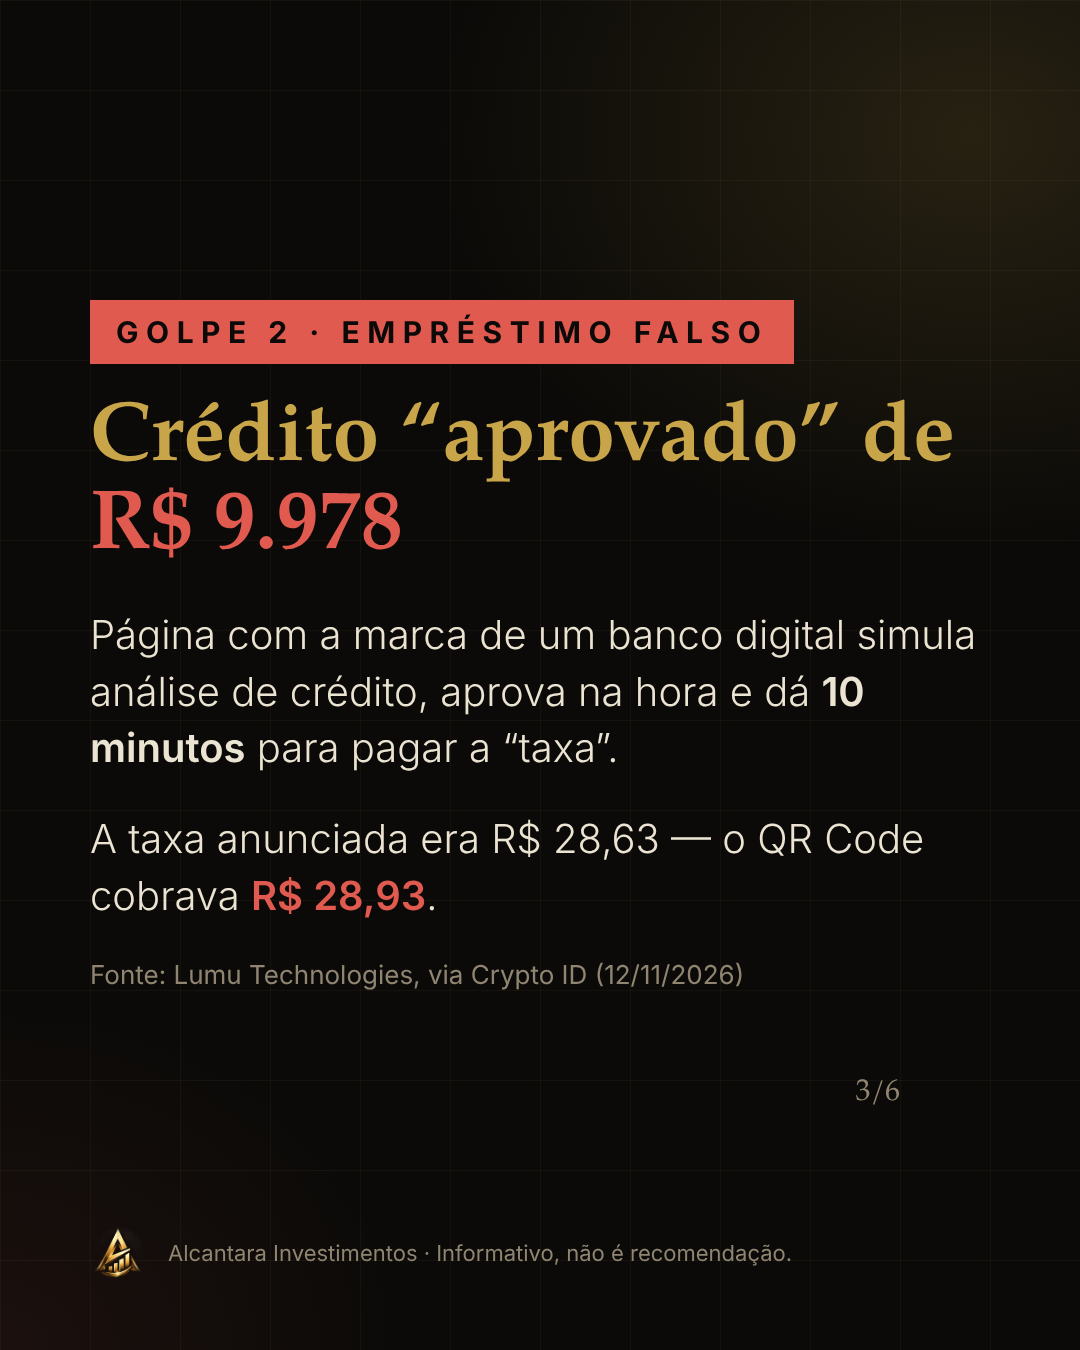 GOLPE 2 · EMPRÉSTIMO FALSO
Crédito “aprovado” de
R$ 9.978
Página com a marca de um banco digital simula
análise de crédito, aprova na hora e dá 10
minutos para pagar a “taxa”.
A taxa anunciada era R$ 28,63 — o QR Code
cobrava R$ 28,93.
Fonte: Lumu Technologies, via Crypto ID (12/11/2026)
3/6
Alcantara Investimentos · Informativo, não é recomendação.